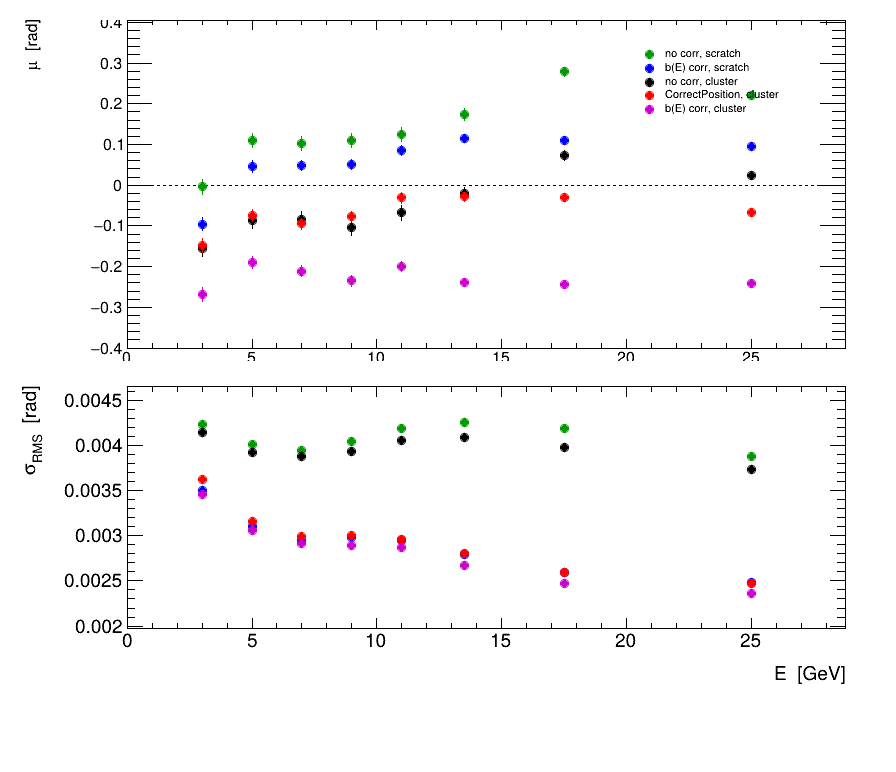 μ [rad]
0.4
0.3
0.2
0.1
0
−0.1
−0.2
−0.3
−0.4
no corr, scratch
b(E) corr, scratch
no corr, cluster
CorrectPosition, cluster
b(E) corr, cluster
0 5 10 15 20 25
σRMS [rad]
0.0045
0.004
0.0035
0.003
0.0025
0.002
0 5 10 15 20 25
E [GeV]